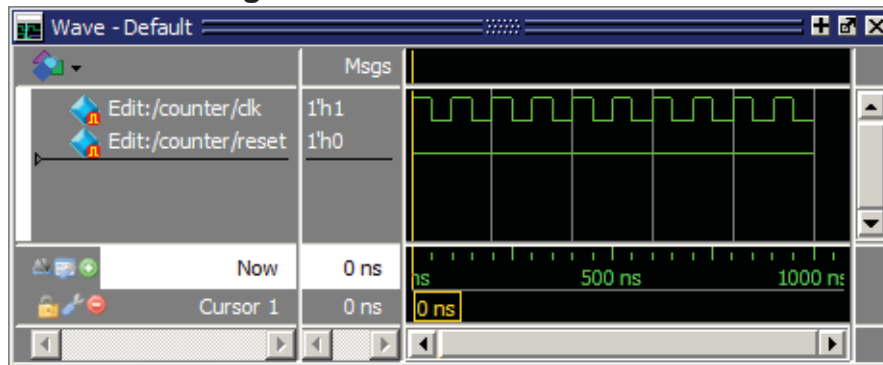 Wave - Default
Msgs
Edit:/counter/clk 1'h1
Edit:/counter/reset 1'h0
Now 0 ns
ns 500 ns 1000 ns
Cursor 1 0 ns 0 ns